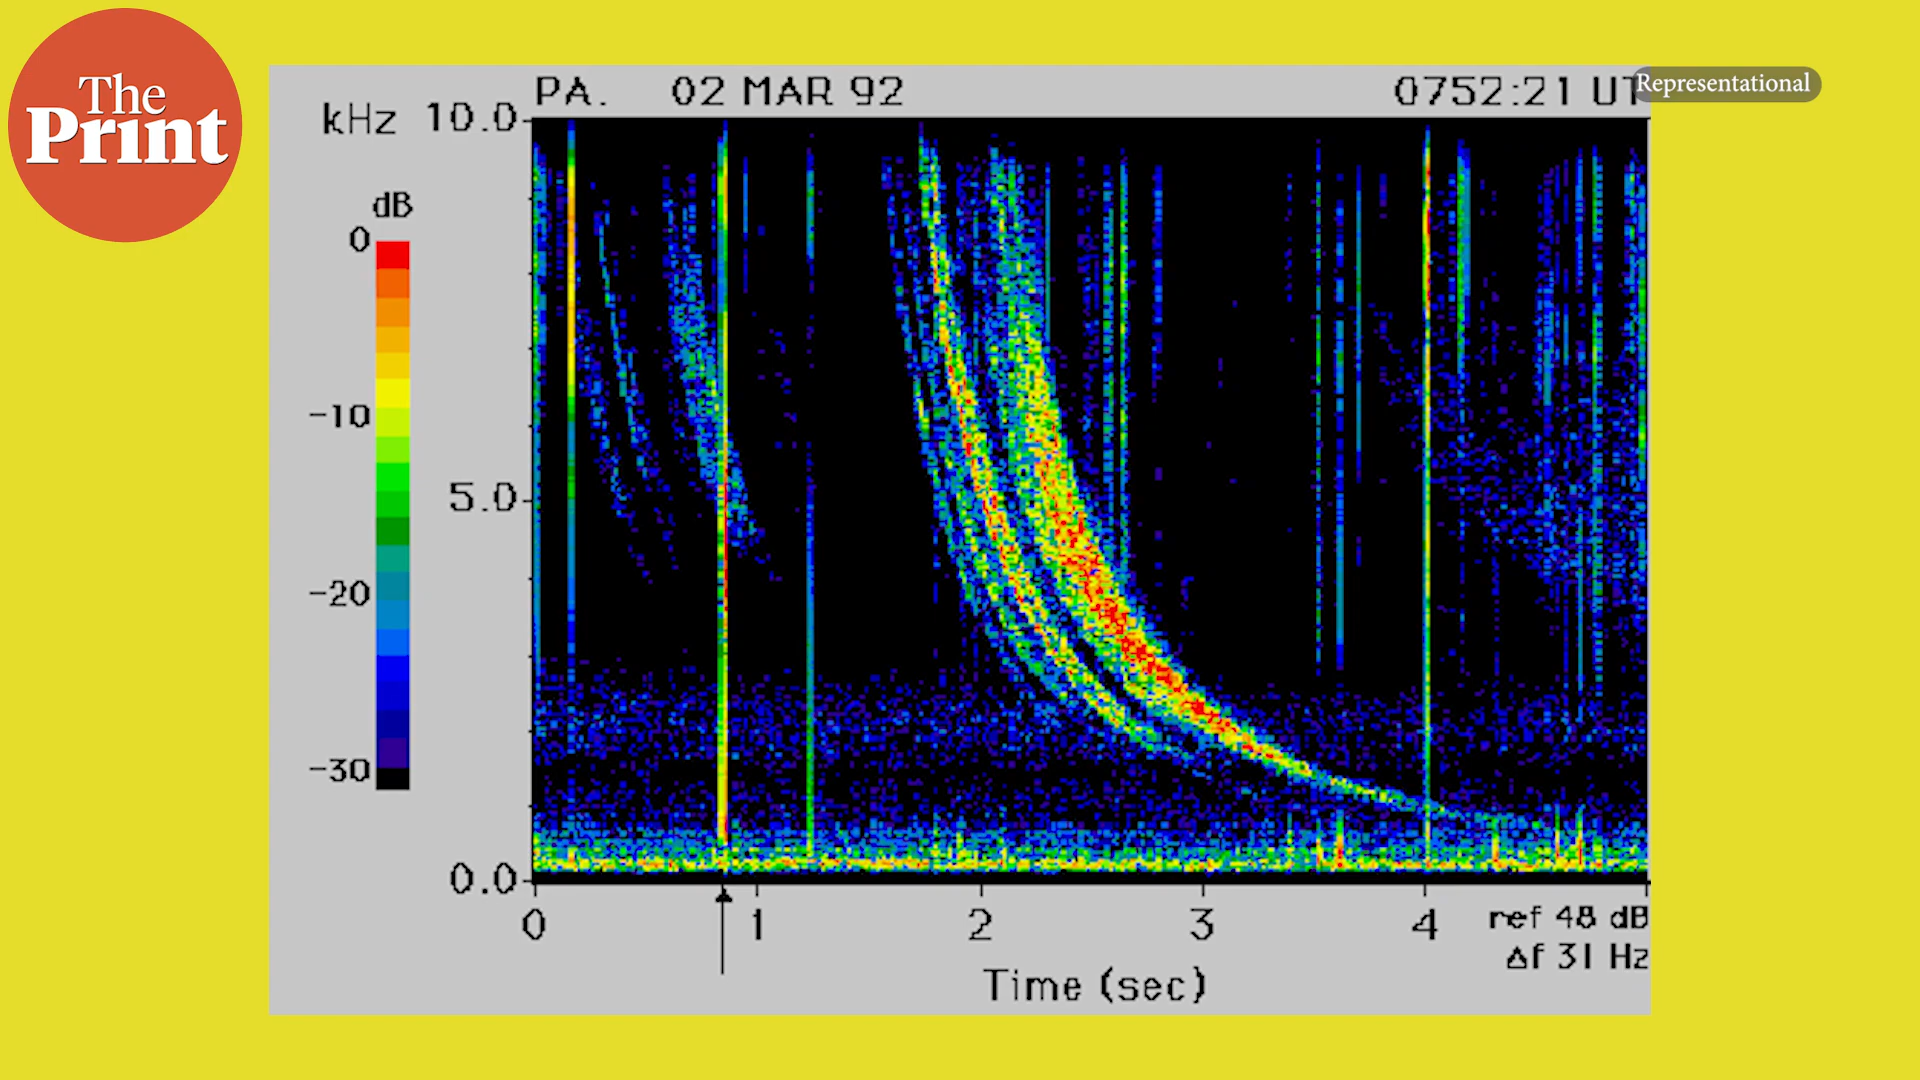 The
Print
PA. 02 MAR 92 0752:21 UT
Representational
kHz 10.0
dB
0
-10
5.0
-20
-30
0.0
0 1 2 3 4
ref 48 dB
Δf 31 Hz
Time (sec)